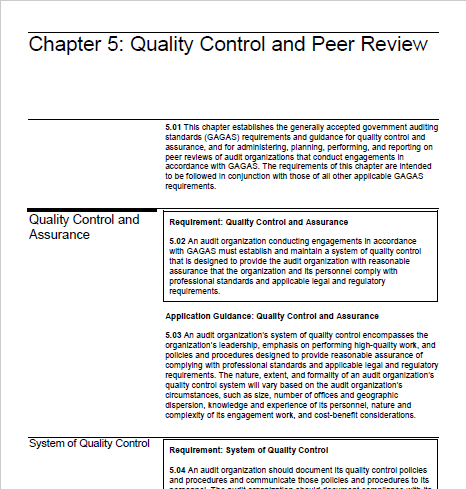 Chapter 5: Quality Control and Peer Review
5.01 This chapter establishes the generally accepted government auditing
standards (GAGAS) requirements and guidance for quality control and
assurance, and for administering, planning, performing, and reporting on
peer reviews of audit organizations that conduct engagements in
accordance with GAGAS. The requirements of this chapter are intended
to be followed in conjunction with those of all other applicable GAGAS
requirements.
Quality Control and
Assurance
Requirement: Quality Control and Assurance
5.02 An audit organization conducting engagements in accordance
with GAGAS must establish and maintain a system of quality control
that is designed to provide the audit organization with reasonable
assurance that the organization and its personnel comply with
professional standards and applicable legal and regulatory
requirements.
Application Guidance: Quality Control and Assurance
5.03 An audit organization's system of quality control encompasses the
organization's leadership, emphasis on performing high-quality work, and
policies and procedures designed to provide reasonable assurance of
complying with professional standards and applicable legal and regulatory
requirements. The nature, extent, and formality of an audit organization's
quality control system will vary based on the audit organization's
circumstances, such as size, number of offices and geographic
dispersion, knowledge and experience of its personnel, nature and
complexity of its engagement work, and cost-benefit considerations.
System of Quality Control
Requirement: System of Quality Control
5.04 An audit organization should document its quality control policies
and procedures and communicate those policies and procedures to its